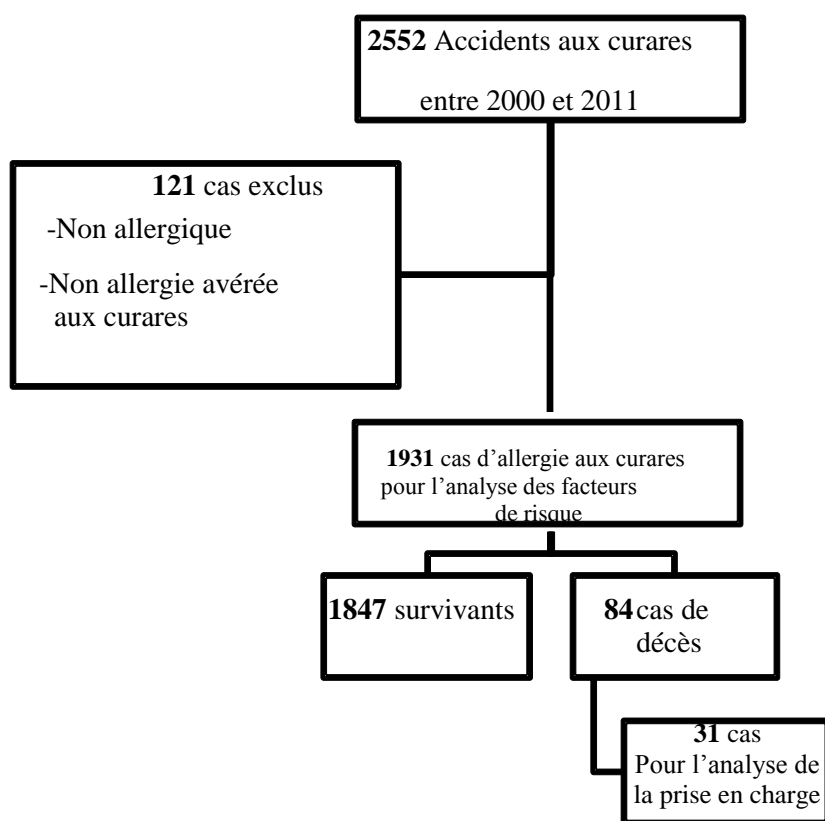 2552 Accidents aux curares
entre 2000 et 2011
121 cas exclus
-Non allergique
-Non allergie avérée
aux curares
1931 cas d’allergie aux curares
pour l’analyse des facteurs
de risque
1847 survivants
84 cas de
décès
31 cas
Pour l’analyse de
la prise en charge